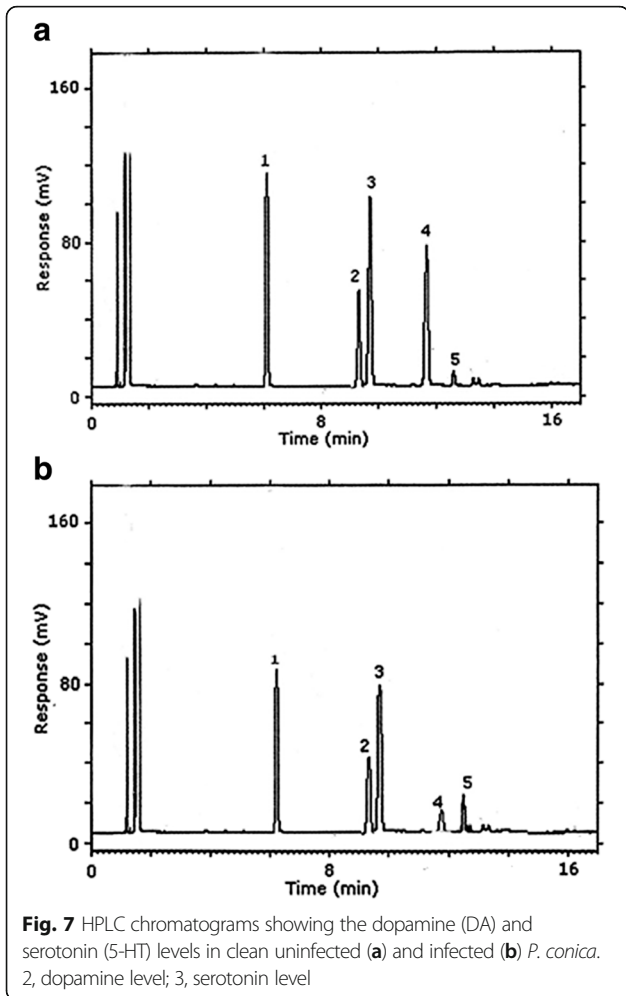 a
160
80
0
Response (mV)
1
2
3
4
5
0
8
16
Time (min)
b
160
80
0
Response (mV)
1
2
3
4
5
0
8
16
Time (min)
Fig. 7 HPLC chromatograms showing the dopamine (DA) and
serotonin (5-HT) levels in clean uninfected (a) and infected (b) P. conica.
2, dopamine level; 3, serotonin level